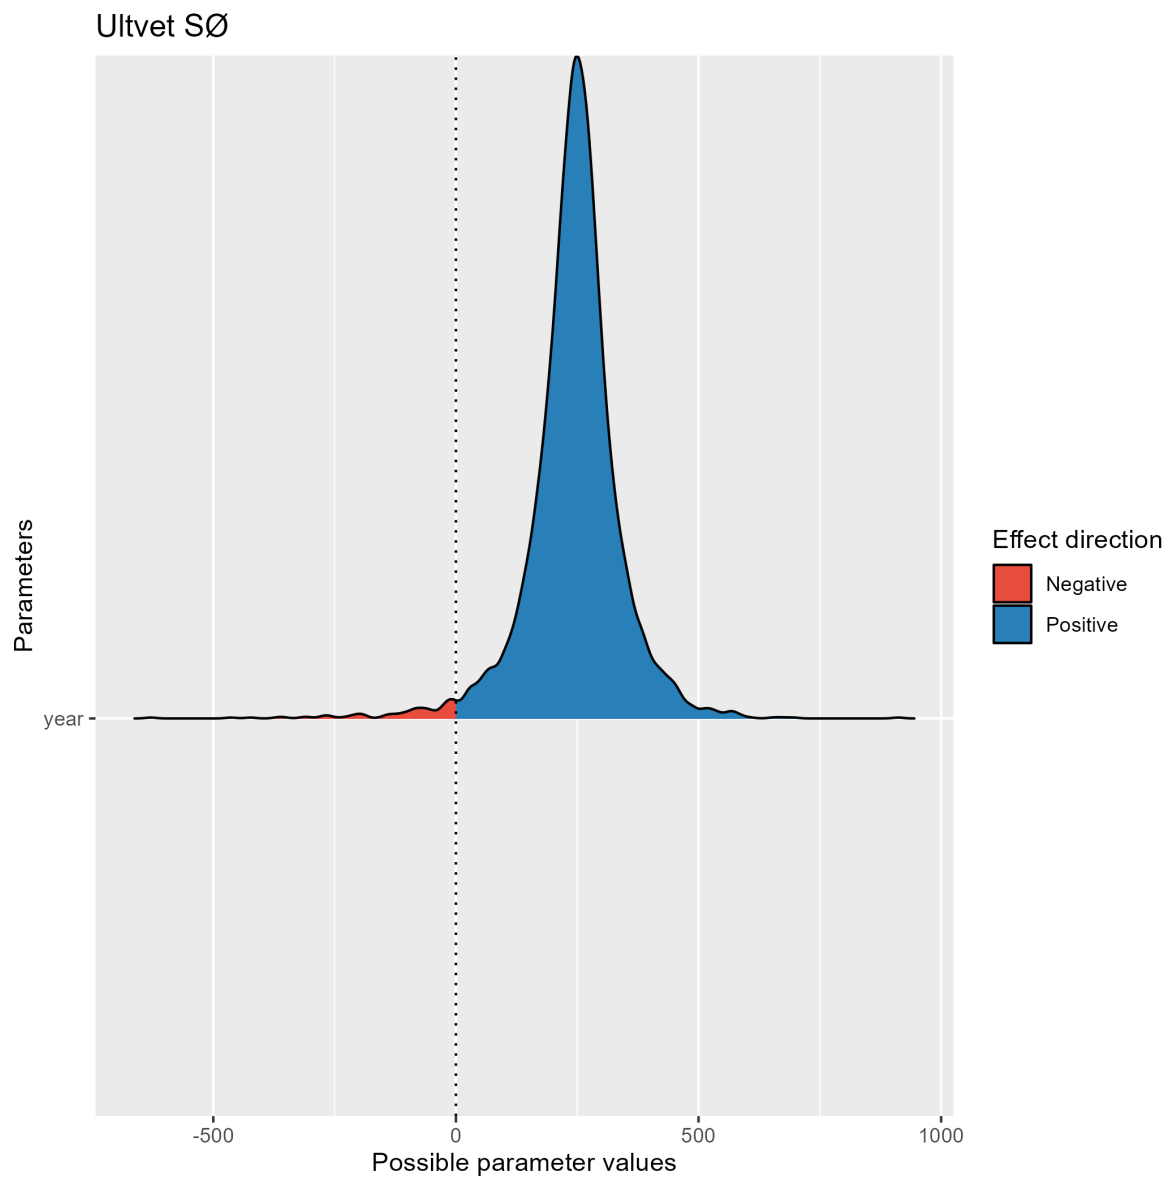 Ultvet SØ
Parameters
year
-500
0
500
1000
Possible parameter values
Effect direction
Negative
Positive